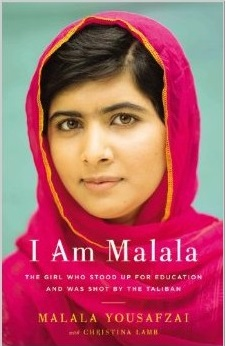 I Am Malala
THE GIRL WHO STOOD UP FOR EDUCATION
AND WAS SHOT BY THE TALIBAN
MALALA YOUSAFZAI
with CHRISTINA LAMB